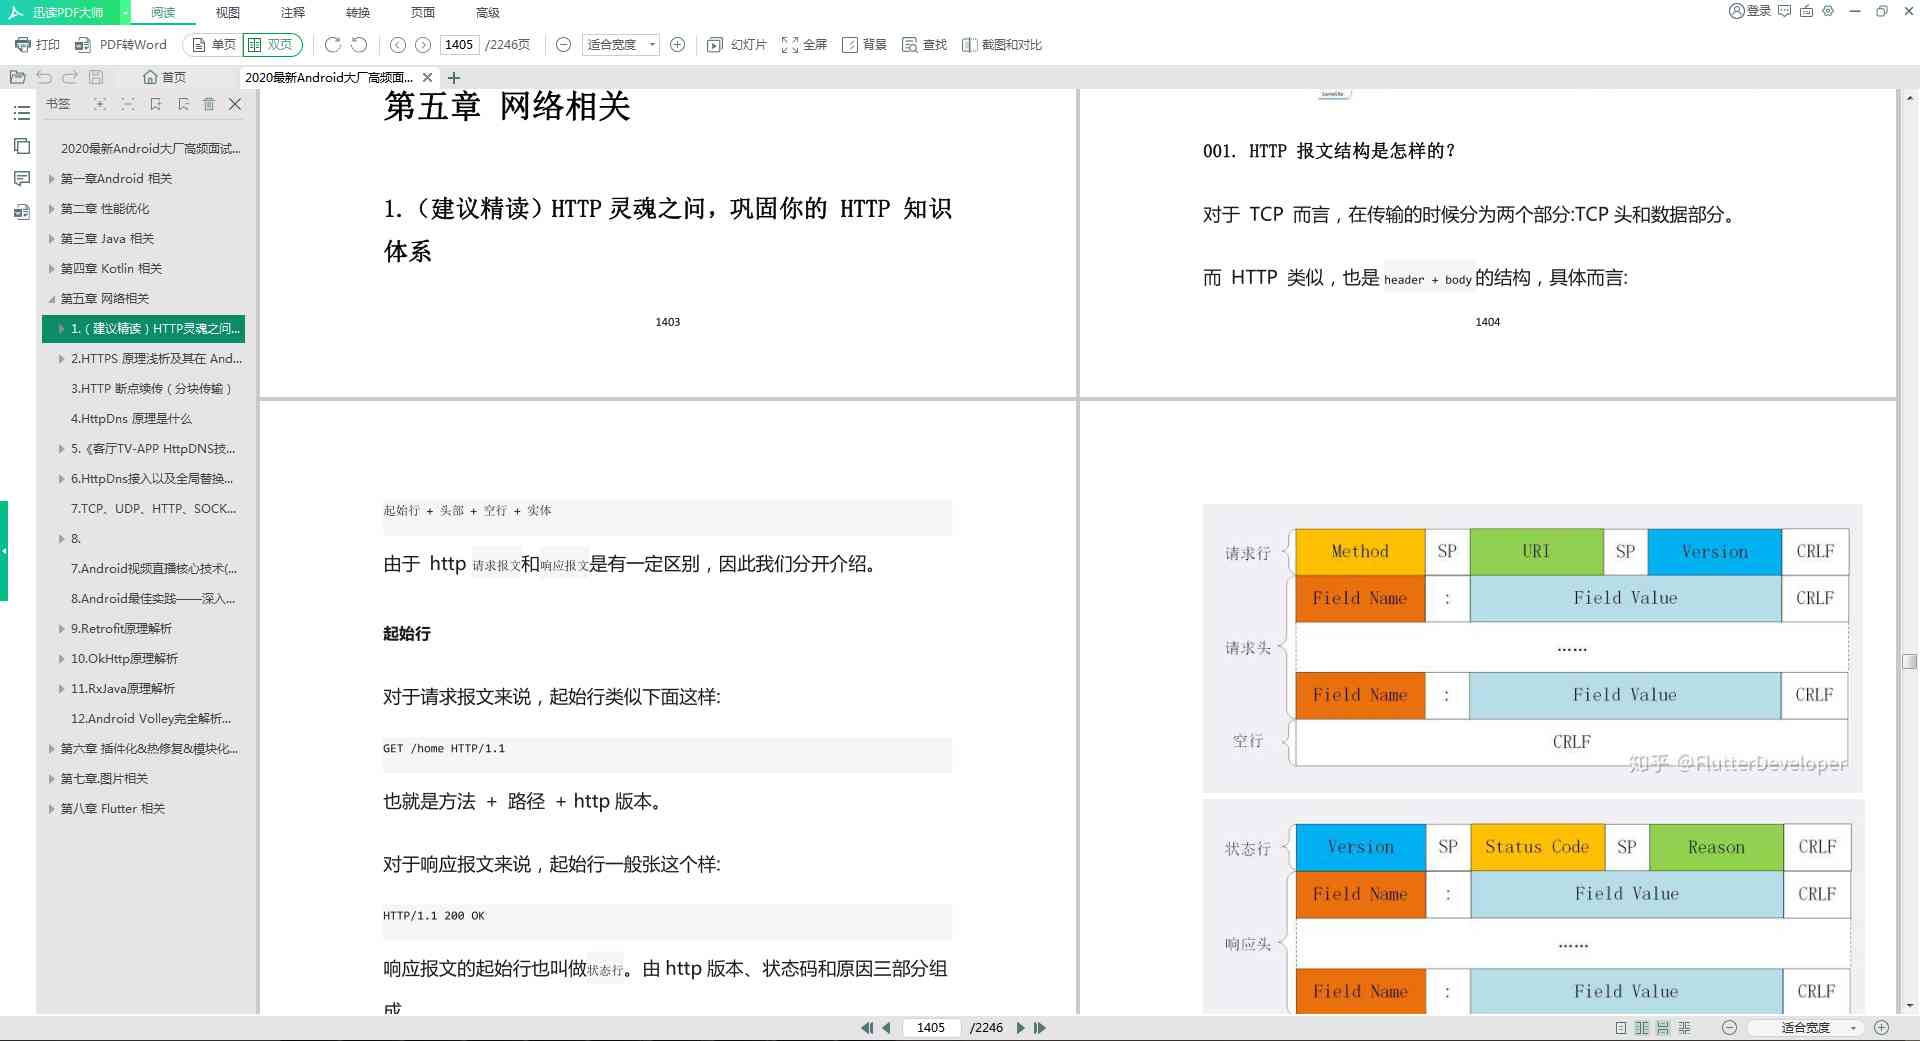 迅读PDF大师
阅读 视图 注释 转换 页面 高级
登录
打印 PDF转Word 单页 双页 1405 /2246页 适合宽度 幻灯片 全屏 背景 查找 截图和对比
首页 2020最新Android大厂高频面...
书签
2020最新Android大厂高频面试...
第一章Android 相关
第二章 性能优化
第三章 Java 相关
第四章 Kotlin 相关
第五章 网络相关
1.（建议精读）HTTP灵魂之问...
2.HTTPS 原理浅析及其在 And...
3.HTTP 断点续传（分块传输）
4.HttpDns 原理是什么
5.《客厅TV-APP HttpDNS技...
6.HttpDns接入以及全局替换...
7.TCP、UDP、HTTP、SOCK...
8.
7.Android视频直播核心技术(...
8.Android最佳实践——深入...
9.Retrofit原理解析
10.OkHttp原理解析
11.RxJava原理解析
12.Android Volley完全解析...
第六章 插件化&热修复&模块化...
第七章.图片相关
第八章 Flutter 相关
第五章 网络相关
1.（建议精读）HTTP 灵魂之问，巩固你的 HTTP 知识
体系
1403
001. HTTP 报文结构是怎样的？
对于 TCP 而言，在传输的时候分为两个部分:TCP 头和数据部分。
而 HTTP 类似，也是 header + body 的结构，具体而言:
1404
起始行 + 头部 + 空行 + 实体
由于 http 请求报文和响应报文是有一定区别，因此我们分开介绍。
起始行
对于请求报文来说，起始行类似下面这样:
GET /home HTTP/1.1
也就是方法 + 路径 + http 版本。
对于响应报文来说，起始行一般张这个样:
HTTP/1.1 200 OK
响应报文的起始行也叫做状态行。由 http 版本、状态码和原因三部分组
成
请求行 Method SP URI SP Version CRLF
Field Name : Field Value CRLF
请求头 ......
Field Name : Field Value CRLF
空行 CRLF
知乎 @FlutterDeveloper
状态行 Version SP Status Code SP Reason CRLF
Field Name : Field Value CRLF
响应头 ......
Field Name : Field Value CRLF
1405 /2246 适合宽度